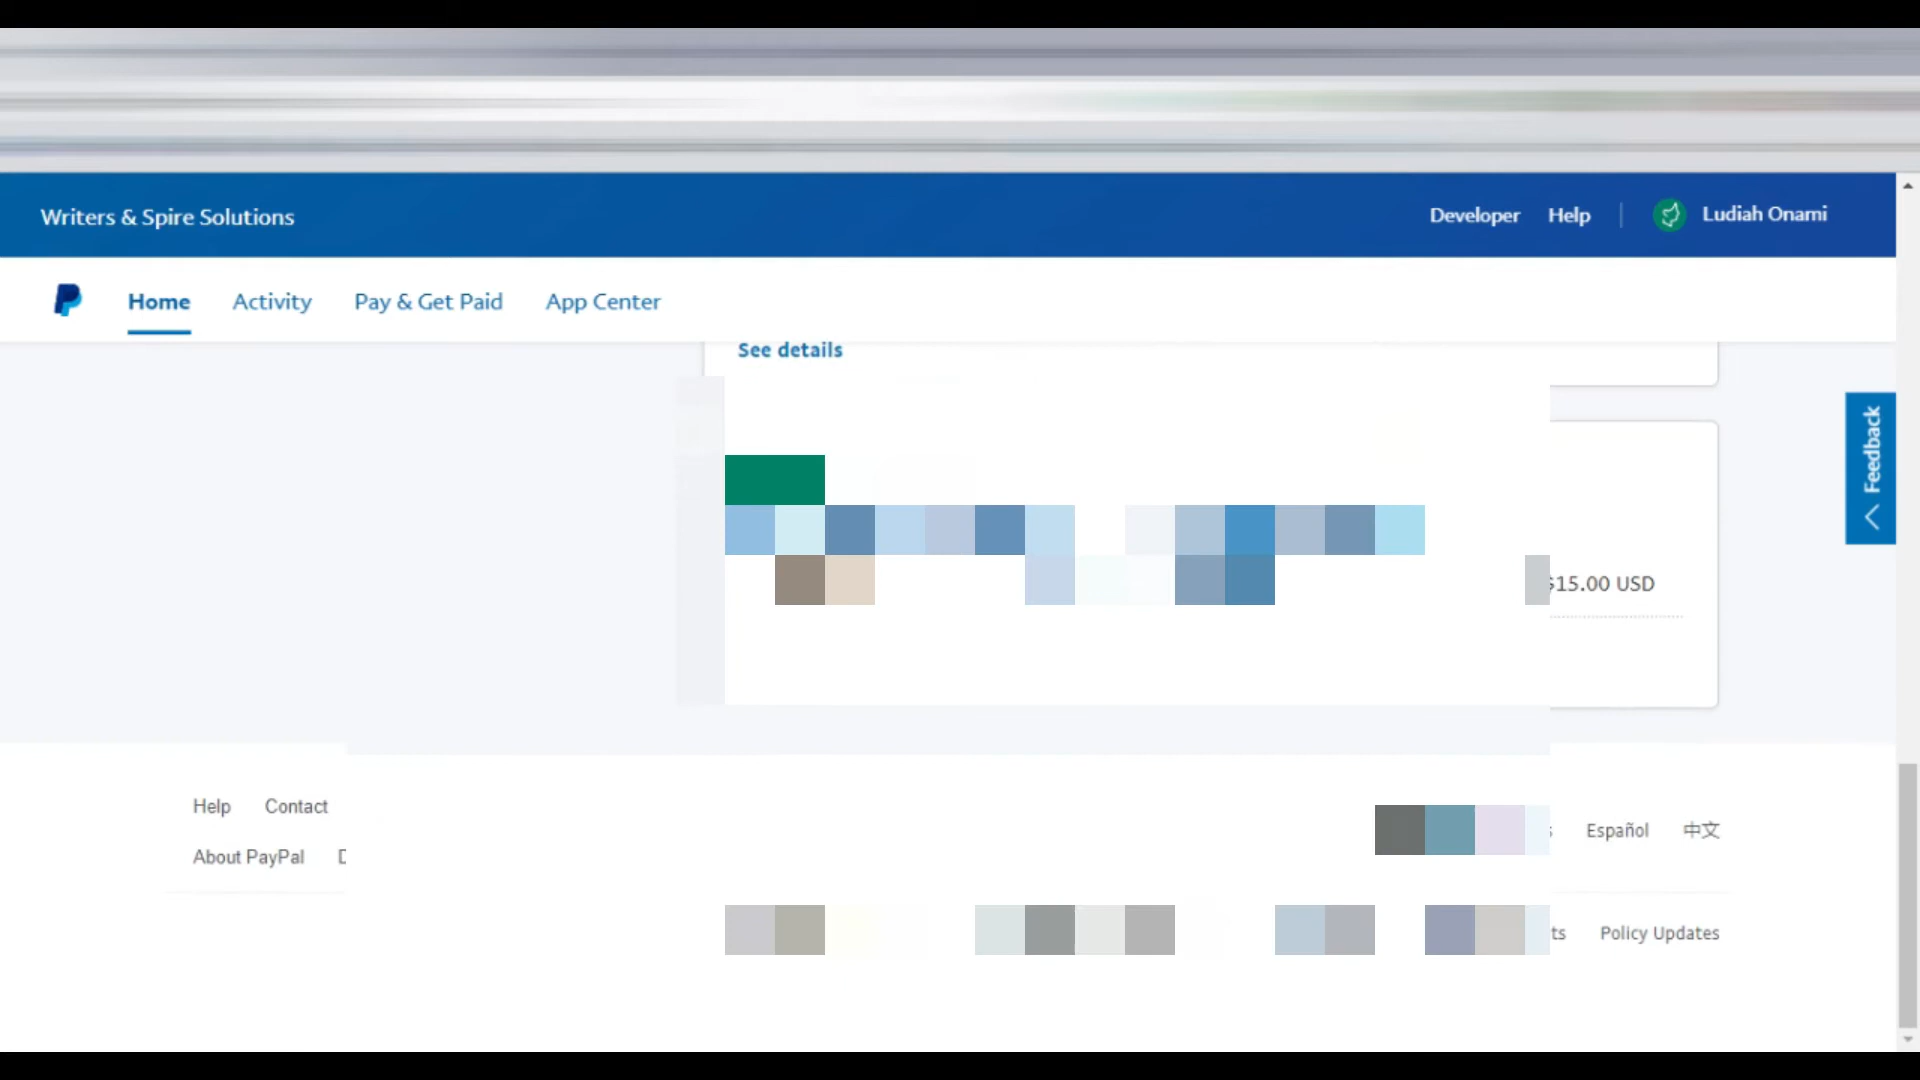 Writers & Spire Solutions
Developer Help Ludiah Onami
Home Activity Pay & Get Paid App Center
See details
Feedback
$15.00 USD
Help Contact
Español 中文
About PayPal
Policy Updates